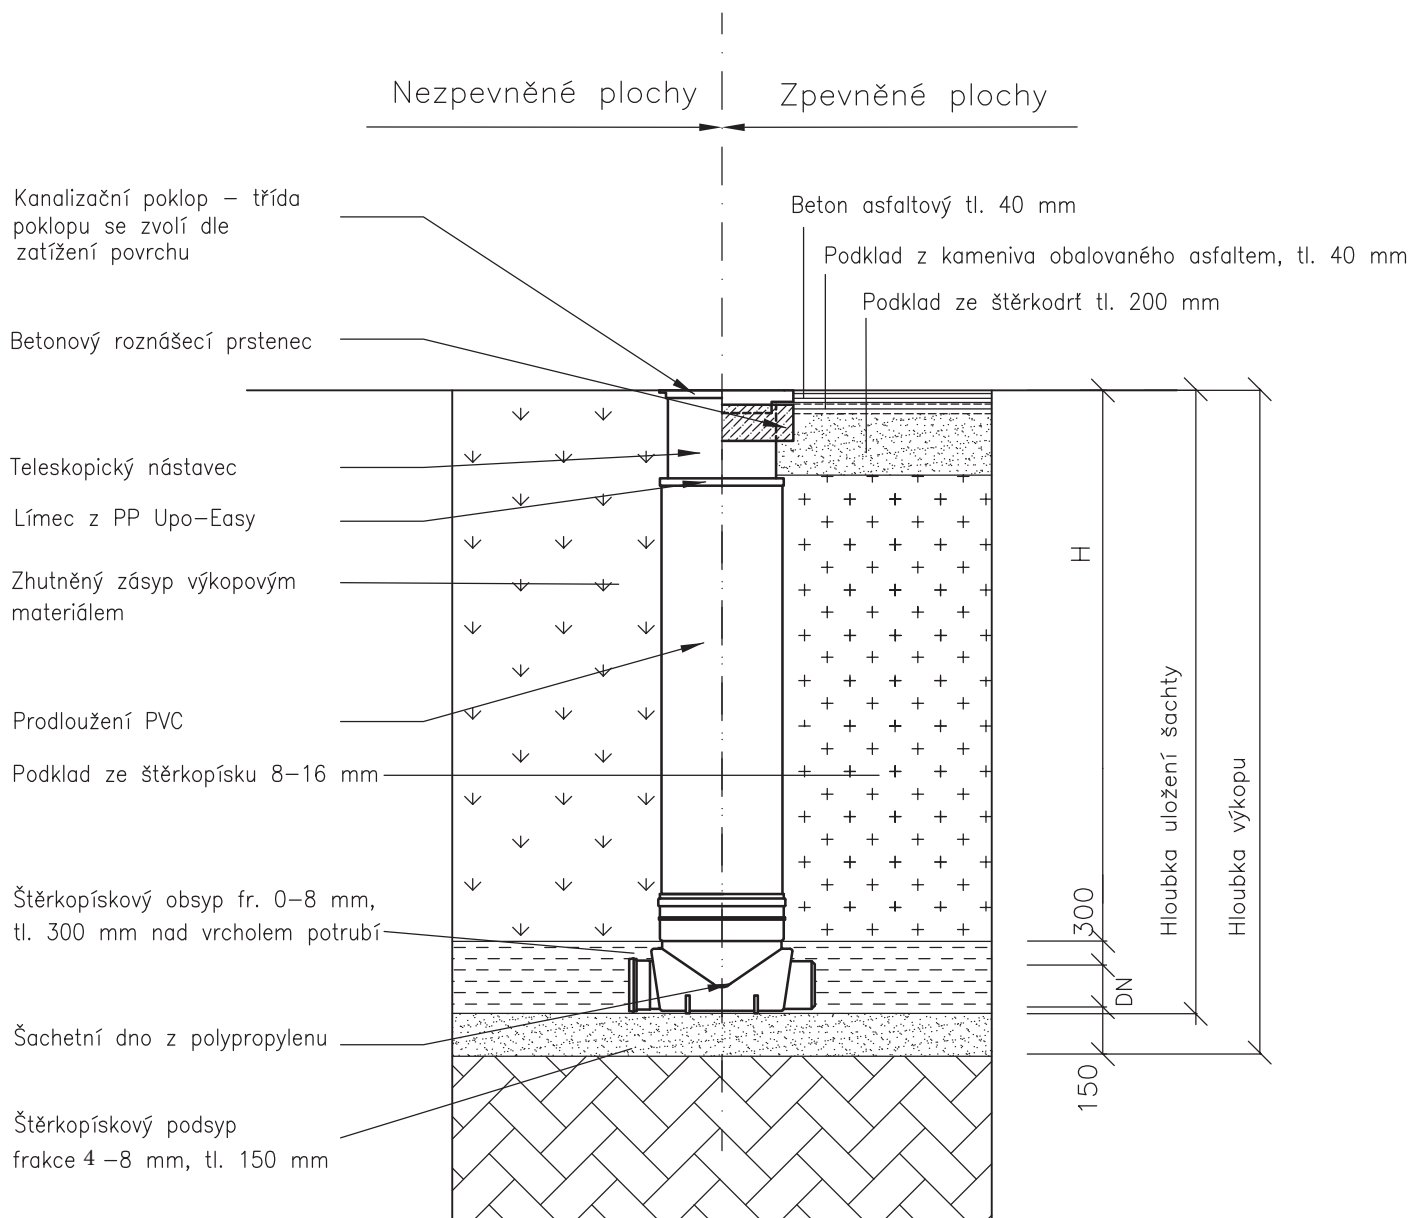 Nezpevněné plochy
Zpevněné plochy
Kanalizační poklop – třída
poklopu se zvolí dle
zatížení povrchu
Betonový roznášecí prstenec
Teleskopický nástavec
Límec z PP Upo–Easy
Zhutněný zásyp výkopovým
materiálem
Prodloužení PVC
Podklad ze štěrkopísku 8–16 mm
Štěrkopískový obsyp fr. 0–8 mm,
tl. 300 mm nad vrcholem potrubí
Šachetní dno z polypropylenu
Štěrkopískový podsyp
frakce 4 –8 mm, tl. 150 mm
Beton asfaltový tl. 40 mm
Podklad z kameniva obalovaného asfaltem, tl. 40 mm
Podklad ze štěrkodrť tl. 200 mm
H
300
DN
150
Hloubka uložení šachty
Hloubka výkopu